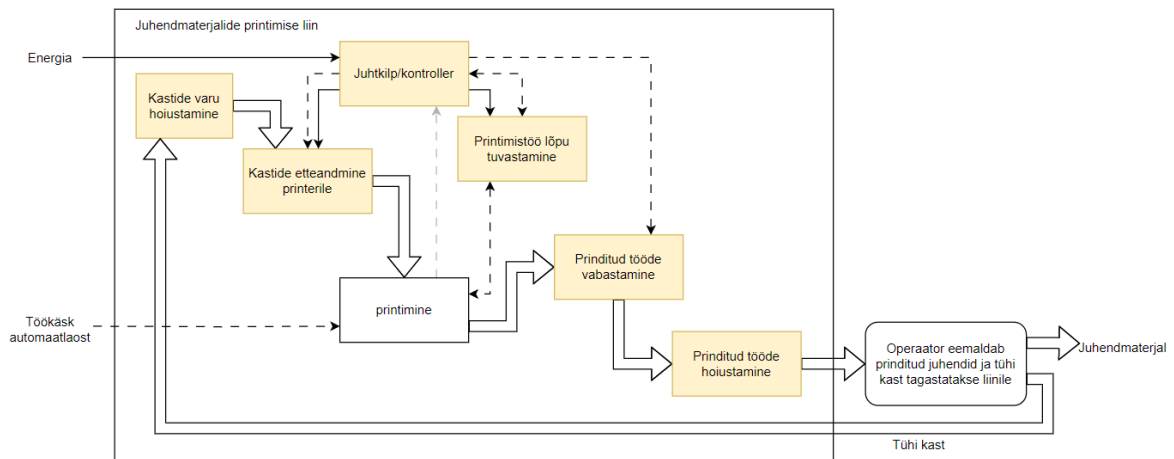 Juhendmaterjalide printimise liin
Energia
Juhtkilp/kontroller
Kastide varu
hoiustamine
Printimistöö lõpu
tuvastamine
Kastide etteandmine
printerile
Prinditud tööde
vabastamine
printimine
Töökäsk
automaatlaost
Prinditud tööde
hoiustamine
Operaator eemaldab
prinditud juhendid ja tühi
kast tagastatakse liinile
Juhendmaterjal
Tühi kast